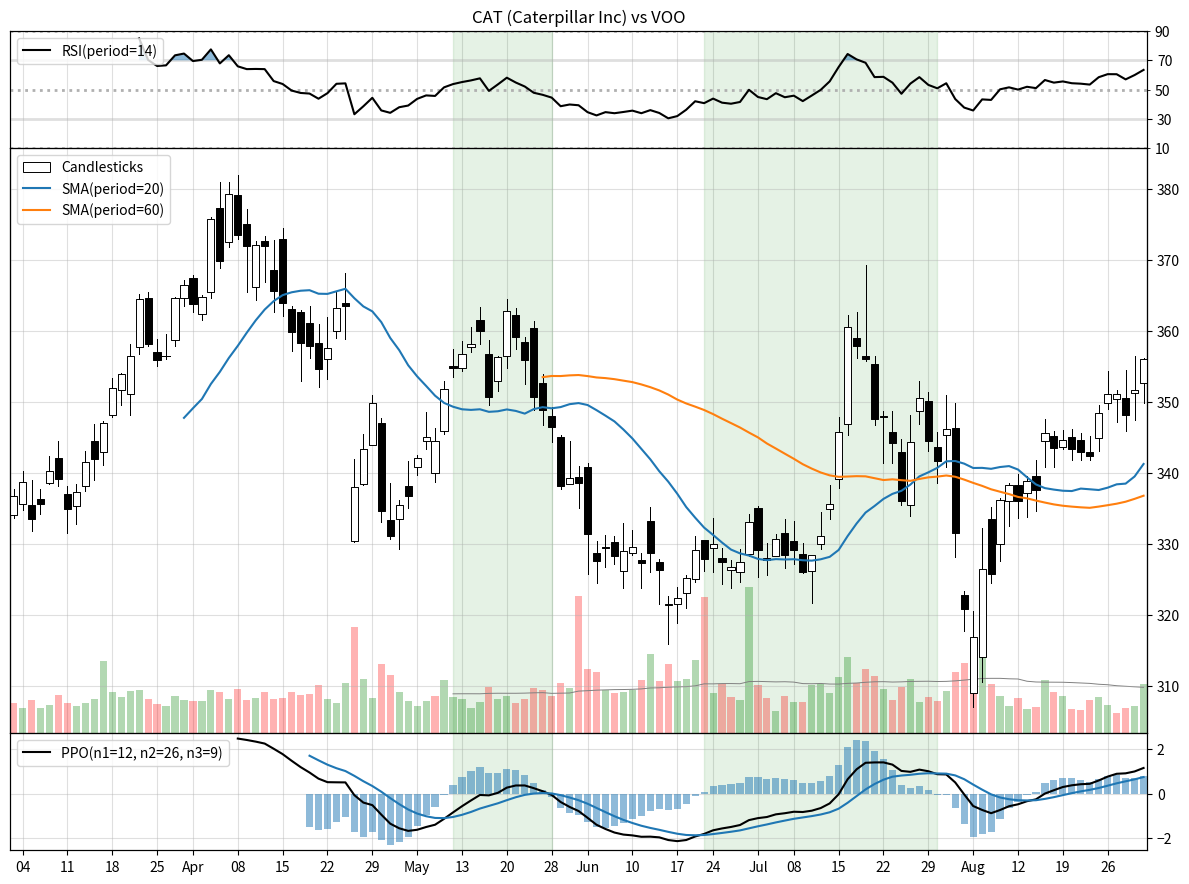 CAT (Caterpillar Inc) vs VOO
RSI(period=14)
90
70
50
30
10
Candlesticks
SMA(period=20)
SMA(period=60)
380
370
360
350
340
330
320
310
PPO(n1=12, n2=26, n3=9)
2
0
−2
04 11 18 25 Apr 08 15 22 29 May 13 20 28 Jun 10 17 24 Jul 08 15 22 29 Aug 12 19 26